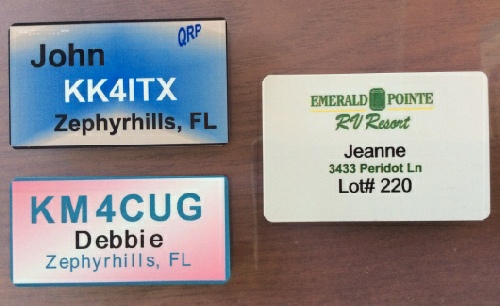 QRP
John
KK4ITX
Zephyrhills, FL
KM4CUG
Debbie
Zephyrhills, FL
EMERALD POINTE
RV Resort
Jeanne
3433 Peridot Ln
Lot# 220